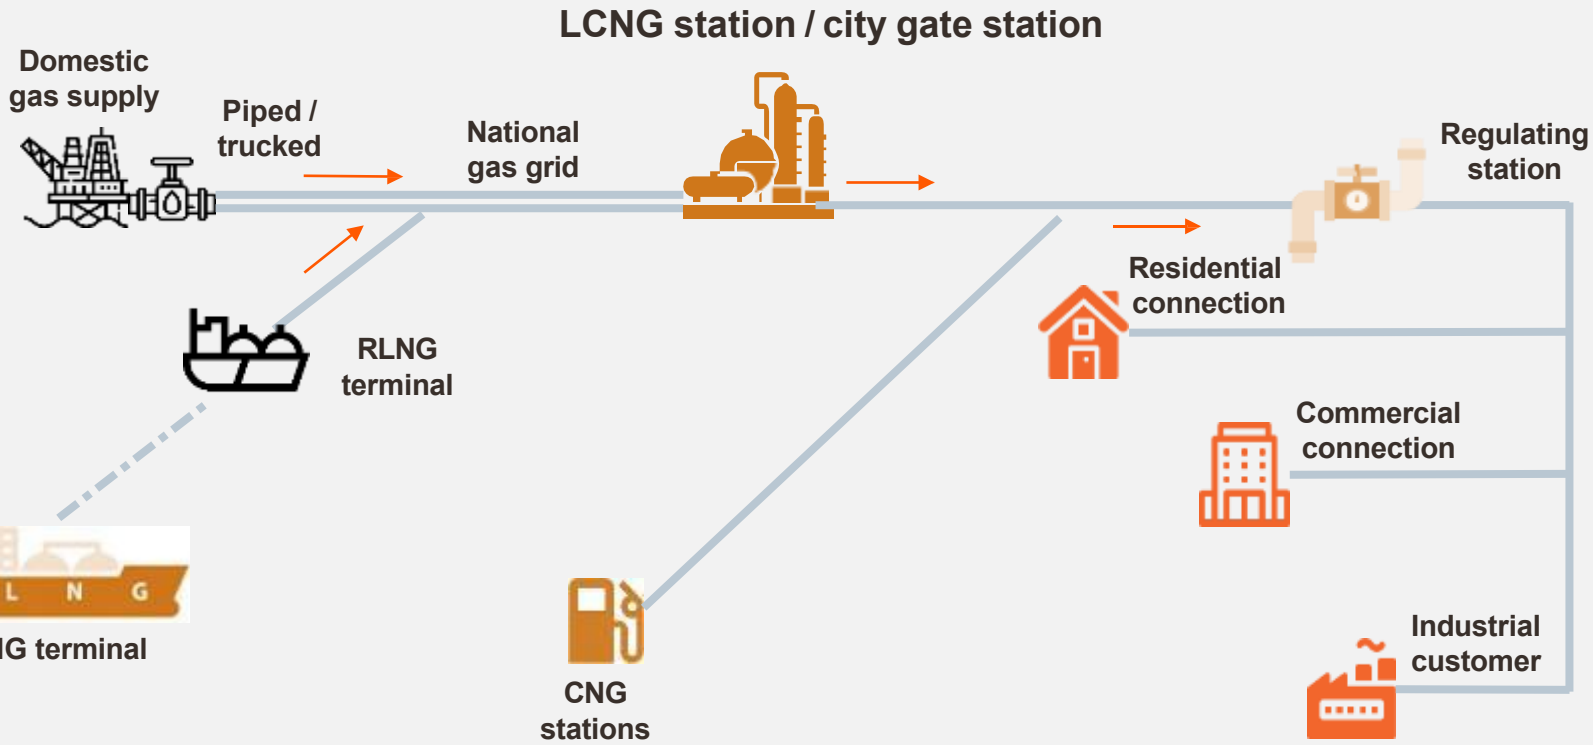 LCNG station / city gate station
Domestic
gas supply
Piped /
trucked
National
gas grid
Regulating
station
Residential
connection
RLNG
terminal
Commercial
connection
L N G
terminal
Industrial
customer
CNG
stations